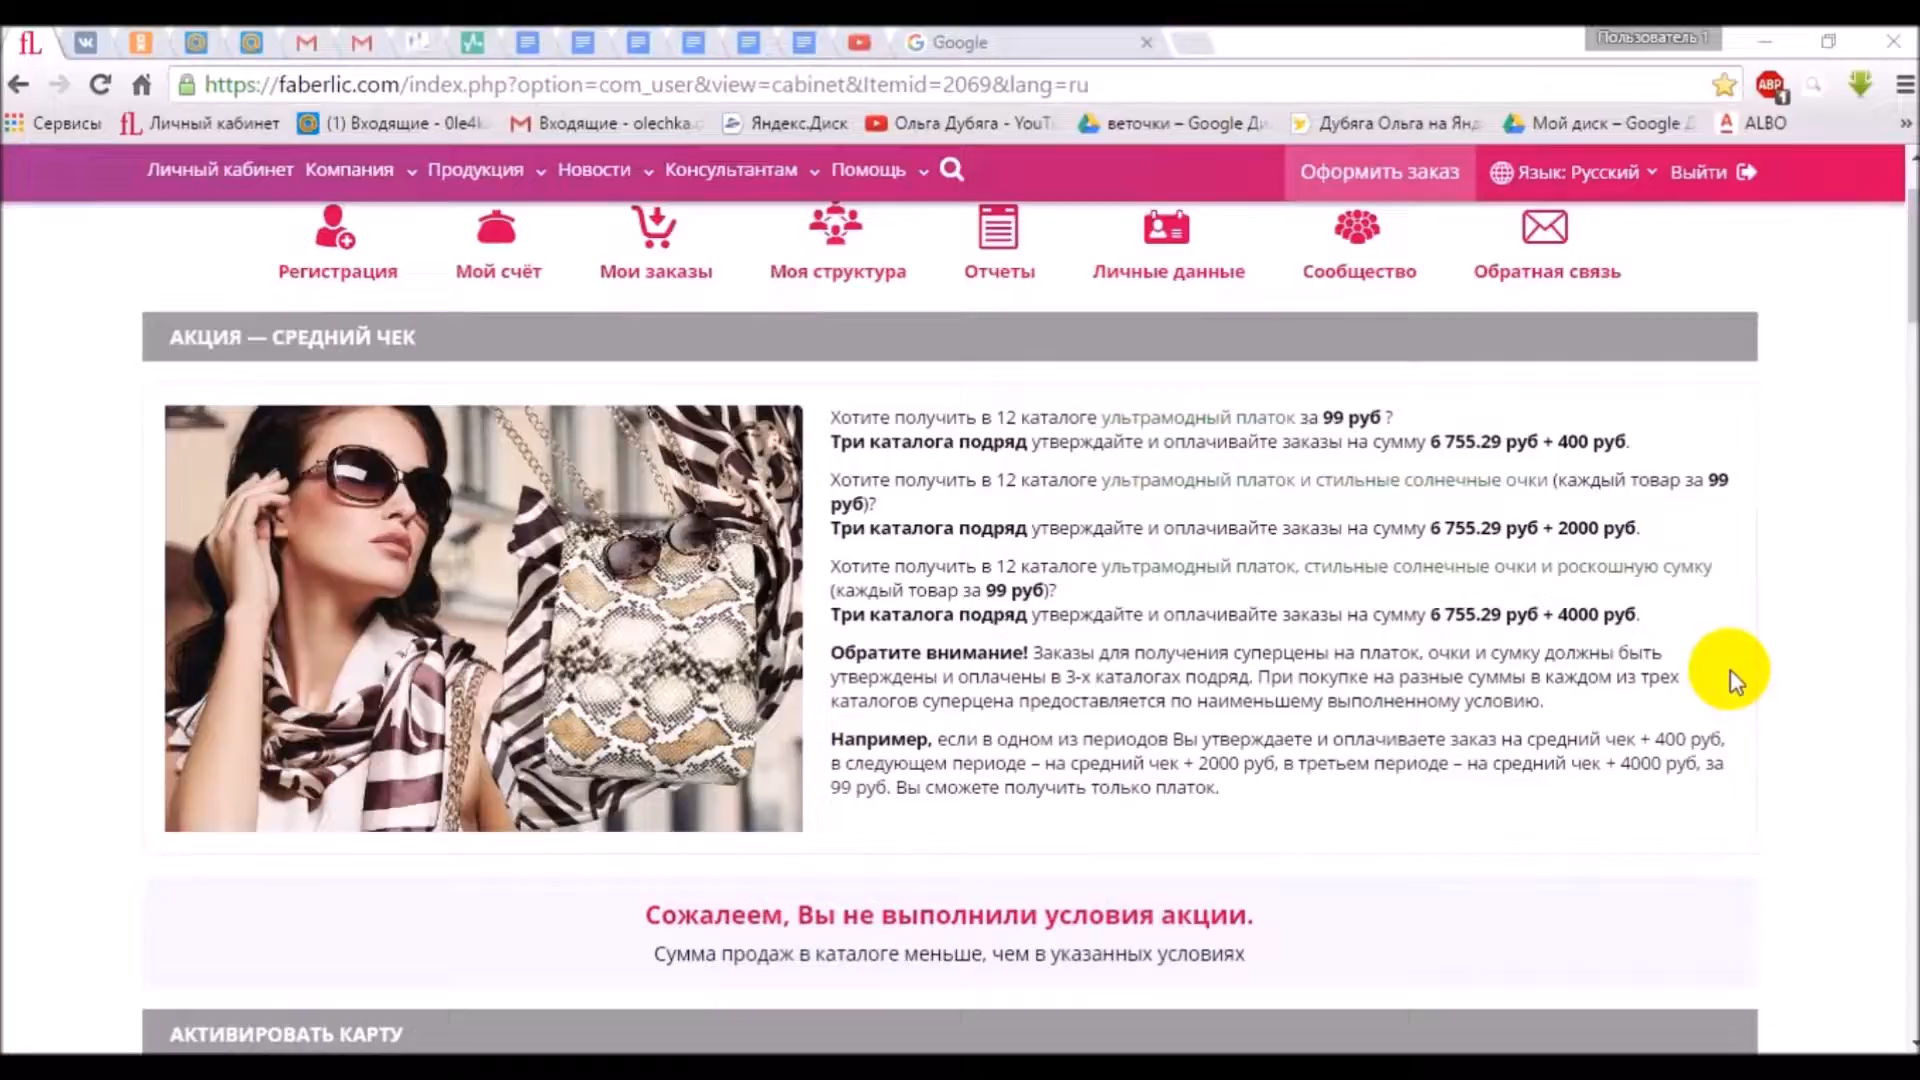 Google
Пользователь 1
https://faberlic.com/index.php?option=com_user&view=cabinet&Itemid=2069&lang=ru
ABP
1
Сервисы
Личный кабинет
(1) Входящие - 0le4k
Входящие - olechka.
Яндекс.Диск
Ольга Дубяга - YouT
веточки – Google Ди
Дубяга Ольга на Янд
Мой диск – Google Д
ALBO
Личный кабинет Компания Продукция Новости Консультантам Помощь
Оформить заказ
Язык: Русский
Выйти
Регистрация
Мой счёт
Мои заказы
Моя структура
Отчеты
Личные данные
Сообщество
Обратная связь
АКЦИЯ — СРЕДНИЙ ЧЕК
Хотите получить в 12 каталоге ультрамодный платок за 99 руб ?
Три каталога подряд утверждайте и оплачивайте заказы на сумму 6 755.29 руб + 400 руб.
Хотите получить в 12 каталоге ультрамодный платок и стильные солнечные очки (каждый товар за 99
руб)?
Три каталога подряд утверждайте и оплачивайте заказы на сумму 6 755.29 руб + 2000 руб.
Хотите получить в 12 каталоге ультрамодный платок, стильные солнечные очки и роскошную сумку
(каждый товар за 99 руб)?
Три каталога подряд утверждайте и оплачивайте заказы на сумму 6 755.29 руб + 4000 руб.
Обратите внимание! Заказы для получения суперцены на платок, очки и сумку должны быть
утверждены и оплачены в 3-х каталогах подряд. При покупке на разные суммы в каждом из трех
каталогов суперцена предоставляется по наименьшему выполненному условию.
Например, если в одном из периодов Вы утверждаете и оплачиваете заказ на средний чек + 400 руб,
в следующем периоде – на средний чек + 2000 руб, в третьем периоде – на средний чек + 4000 руб, за
99 руб. Вы сможете получить только платок.
Сожалеем, Вы не выполнили условия акции.
Сумма продаж в каталоге меньше, чем в указанных условиях
АКТИВИРОВАТЬ КАРТУ